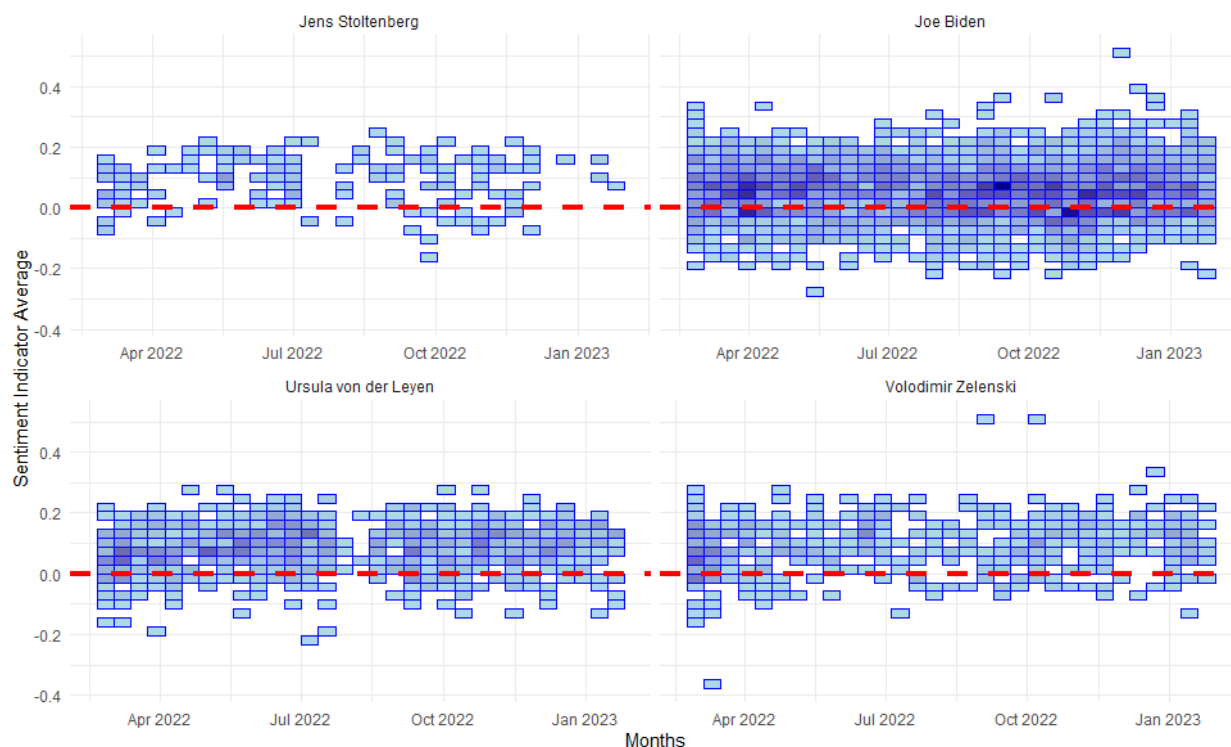 Jens Stoltenberg
Joe Biden
0.4
0.2
0.0
-0.2
-0.4
Apr 2022
Jul 2022
Oct 2022
Jan 2023
Apr 2022
Jul 2022
Oct 2022
Jan 2023
Sentiment Indicator Average
Ursula von der Leyen
Volodimir Zelenski
0.4
0.2
0.0
-0.2
-0.4
Apr 2022
Jul 2022
Oct 2022
Jan 2023
Apr 2022
Jul 2022
Oct 2022
Jan 2023
Months